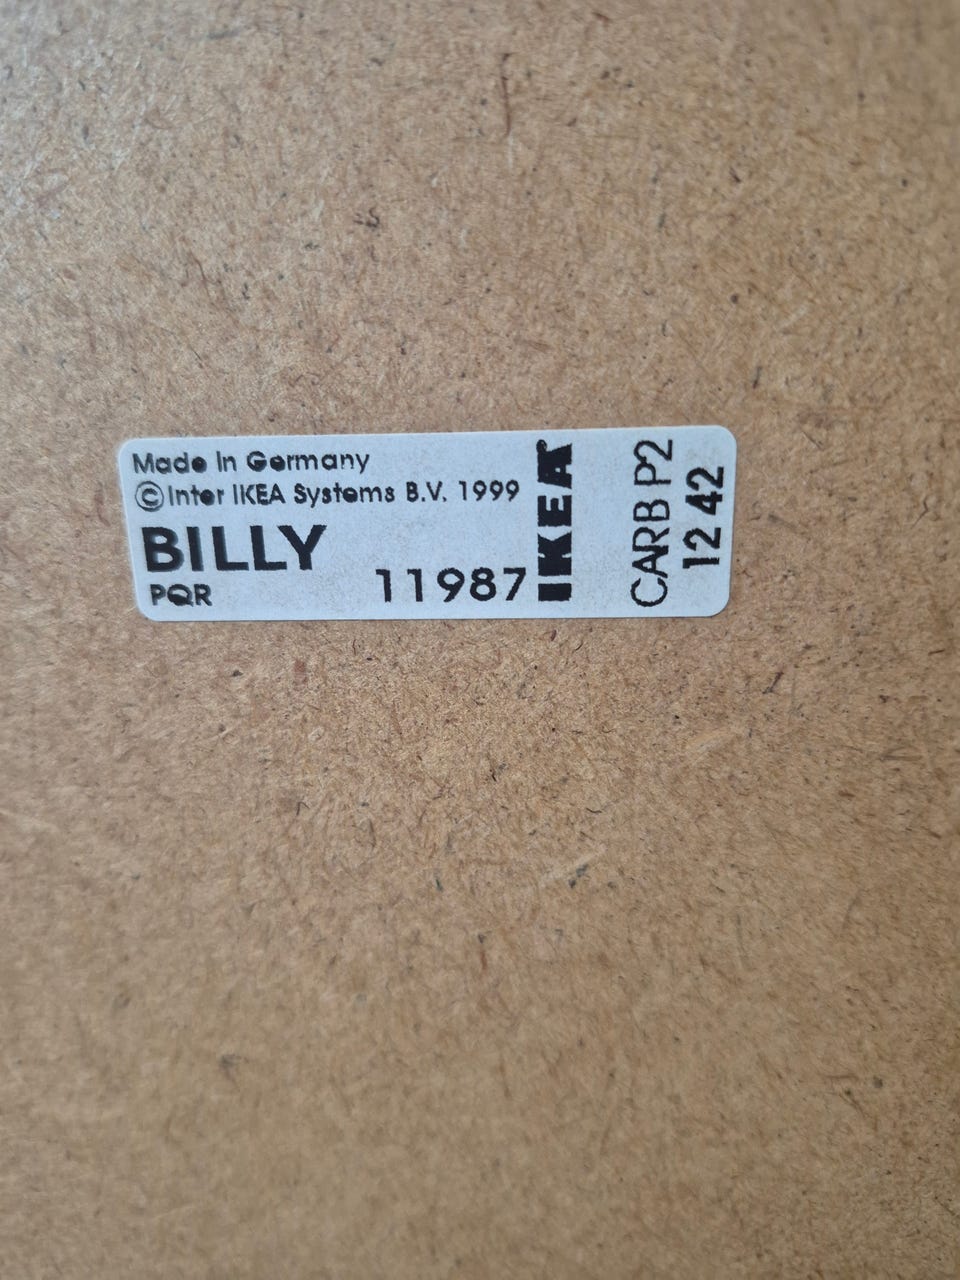 Made in Germany
©Inter IKEA Systems B.V. 1999
BILLY
PQR
11987
IKEA
CARB P2
12 42